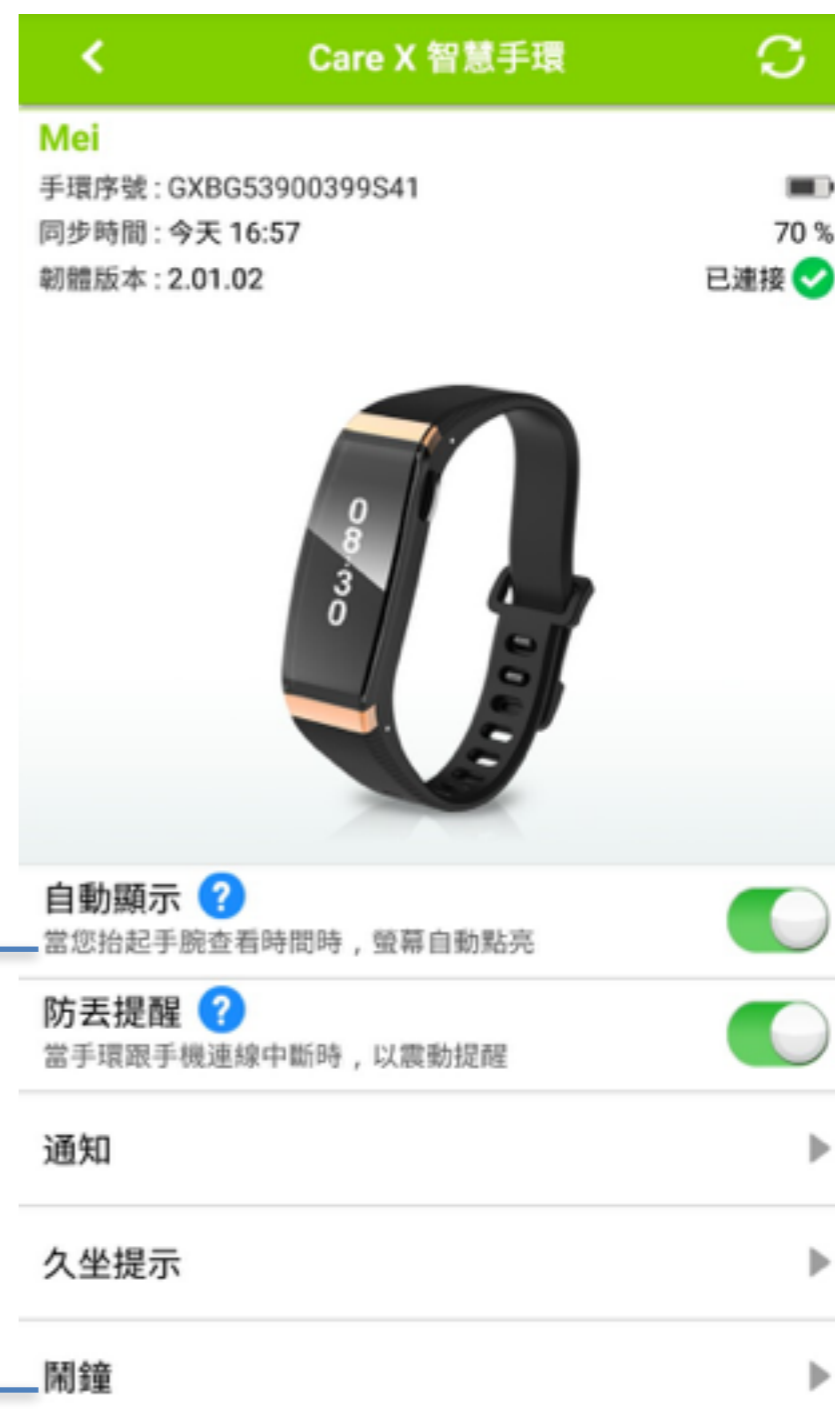 Care X 智慧手環
Mei
手環序號 : GXBG53900399S41
同步時間 : 今天 16:57
70 %
韌體版本 : 2.01.02
已連接
08:30
自動顯示 ?
當您抬起手腕查看時間時，螢幕自動點亮
防丟提醒 ?
當手環跟手機連線中斷時，以震動提醒
通知
久坐提示
鬧鐘